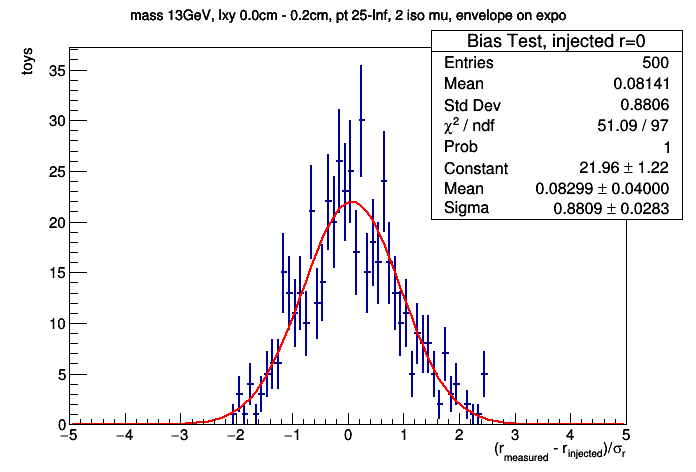 mass 13GeV, lxy 0.0cm - 0.2cm, pt 25-Inf, 2 iso mu, envelope on expo
toys
Bias Test, injected r=0
Entries 500
Mean 0.08141
Std Dev 0.8806
χ² / ndf 51.09 / 97
Prob 1
Constant 21.96 ± 1.22
Mean 0.08299 ± 0.04000
Sigma 0.8809 ± 0.0283
35
30
25
20
15
10
5
0
−5 −4 −3 −2 −1 0 1 2 3 4 5
(r_measured - r_injected)/σ_r